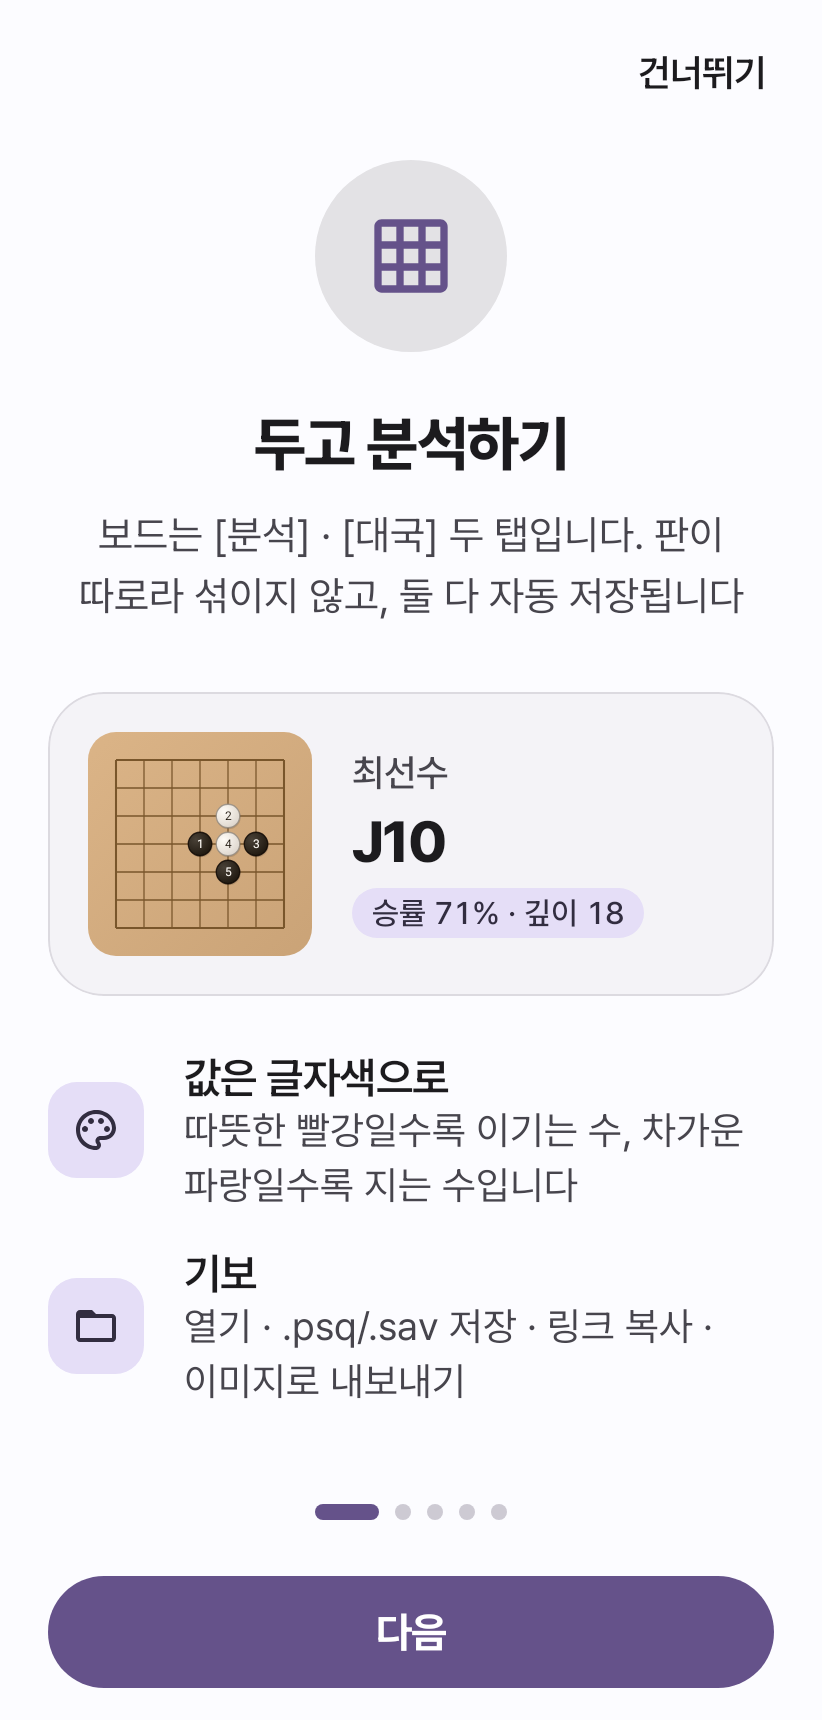 건너뛰기
두고 분석하기
보드는 [분석] · [대국] 두 탭입니다. 판이
따로라 섞이지 않고, 둘 다 자동 저장됩니다
최선수
J10
승률 71% · 깊이 18
2
1 4 3
5
값은 글자색으로
따뜻한 빨강일수록 이기는 수, 차가운
파랑일수록 지는 수입니다
기보
열기 · .psq/.sav 저장 · 링크 복사 ·
이미지로 내보내기
다음